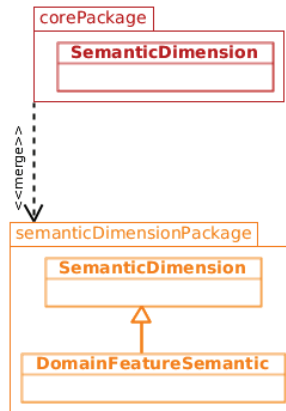 corePackage
SemanticDimension
<<merge>>
semanticDimensionPackage
SemanticDimension
DomainFeatureSemantic